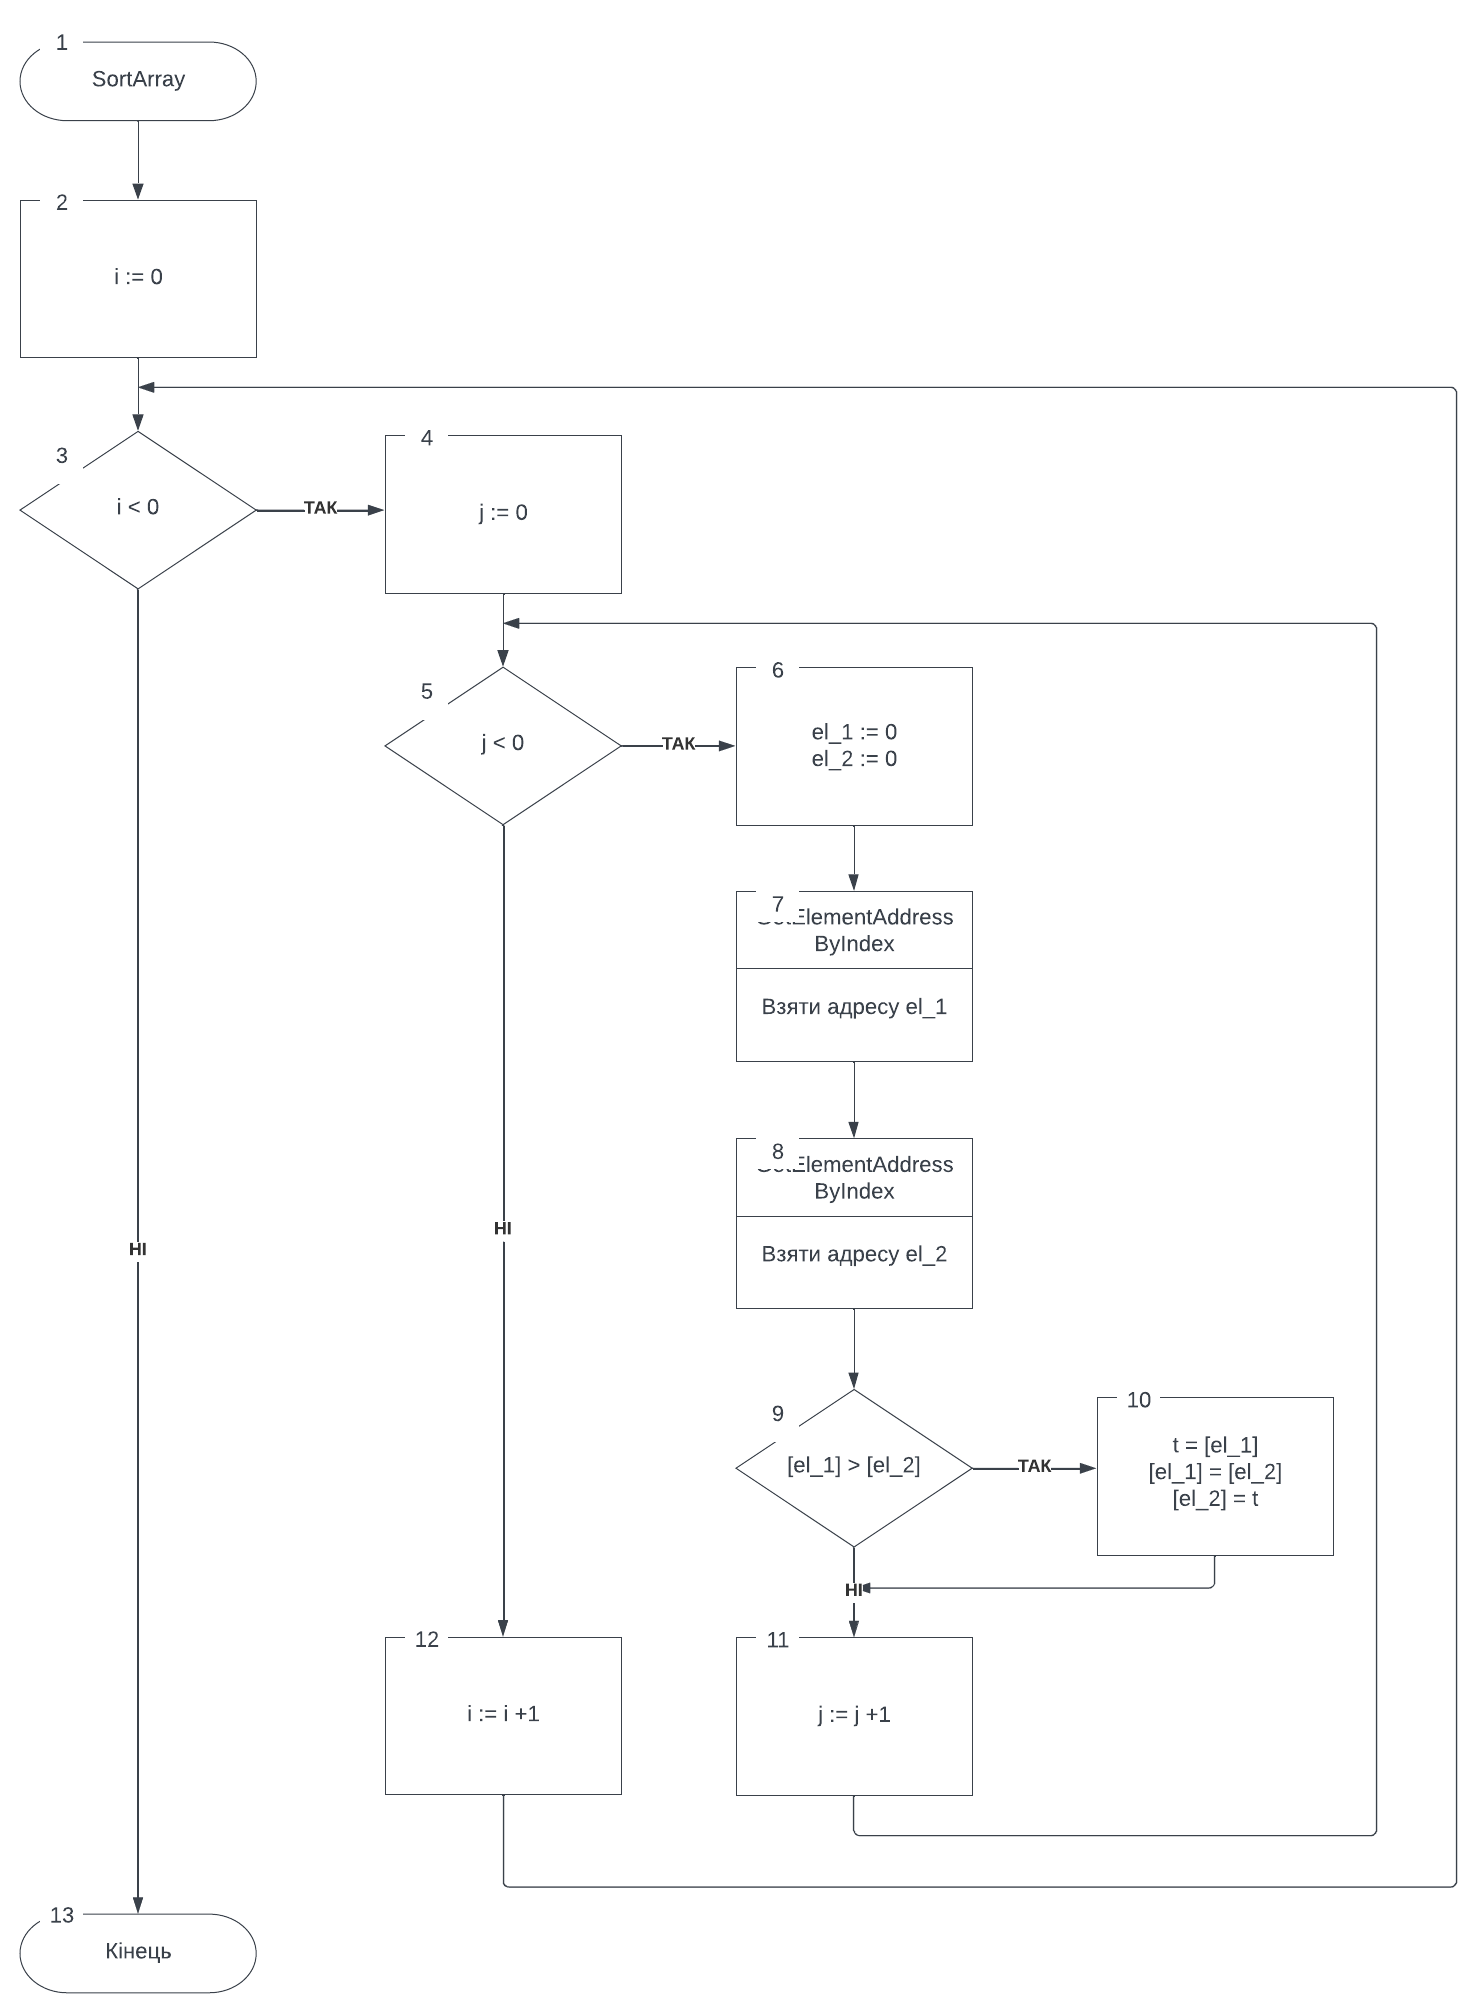 1
SortArray
2
i := 0
3
i < 0
ТАК
4
j := 0
5
j < 0
ТАК
6
el_1 := 0
el_2 := 0
7
ByIndex
Взяти адресу el_1
8
ByIndex
Взяти адресу el_2
НІ
НІ
9
[el_1] > [el_2]
ТАК
10
t = [el_1]
[el_1] = [el_2]
[el_2] = t
НІ
12
i := i +1
11
j := j +1
13
Кінець